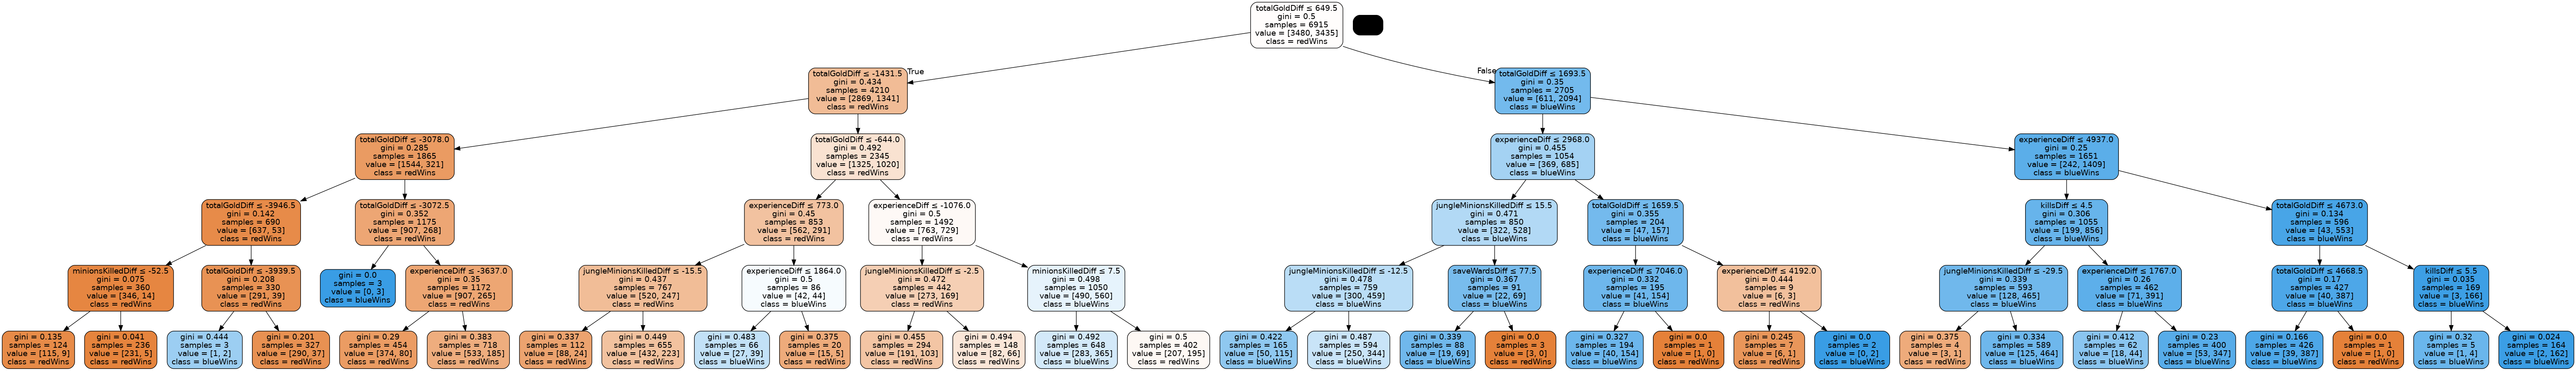 totalGoldDiff ≤ 649.5
gini = 0.5
samples = 6915
value = [3480, 3435]
class = redWins
True
False
totalGoldDiff ≤ -1431.5
gini = 0.434
samples = 4210
value = [2869, 1341]
class = redWins
totalGoldDiff ≤ 1693.5
gini = 0.35
samples = 2705
value = [611, 2094]
class = blueWins
totalGoldDiff ≤ -3078.0
gini = 0.285
samples = 1865
value = [1544, 321]
class = redWins
totalGoldDiff ≤ -644.0
gini = 0.492
samples = 2345
value = [1325, 1020]
class = redWins
experienceDiff ≤ 2968.0
gini = 0.455
samples = 1054
value = [369, 685]
class = blueWins
experienceDiff ≤ 4937.0
gini = 0.25
samples = 1651
value = [242, 1409]
class = blueWins
totalGoldDiff ≤ -3946.5
gini = 0.142
samples = 690
value = [637, 53]
class = redWins
totalGoldDiff ≤ -3072.5
gini = 0.352
samples = 1175
value = [907, 268]
class = redWins
experienceDiff ≤ 773.0
gini = 0.45
samples = 853
value = [562, 291]
class = redWins
experienceDiff ≤ -1076.0
gini = 0.5
samples = 1492
value = [763, 729]
class = redWins
jungleMinionsKilledDiff ≤ 15.5
gini = 0.471
samples = 850
value = [322, 528]
class = blueWins
totalGoldDiff ≤ 1659.5
gini = 0.355
samples = 204
value = [47, 157]
class = blueWins
killsDiff ≤ 4.5
gini = 0.306
samples = 1055
value = [199, 856]
class = blueWins
totalGoldDiff ≤ 4673.0
gini = 0.134
samples = 596
value = [43, 553]
class = blueWins
minionsKilledDiff ≤ -52.5
gini = 0.075
samples = 360
value = [346, 14]
class = redWins
totalGoldDiff ≤ -3939.5
gini = 0.208
samples = 330
value = [291, 39]
class = redWins
gini = 0.0
samples = 3
value = [0, 3]
class = blueWins
experienceDiff ≤ -3637.0
gini = 0.35
samples = 1172
value = [907, 265]
class = redWins
jungleMinionsKilledDiff ≤ -15.5
gini = 0.437
samples = 767
value = [520, 247]
class = redWins
experienceDiff ≤ 1864.0
gini = 0.5
samples = 86
value = [42, 44]
class = blueWins
jungleMinionsKilledDiff ≤ -2.5
gini = 0.472
samples = 442
value = [273, 169]
class = redWins
minionsKilledDiff ≤ 7.5
gini = 0.498
samples = 1050
value = [490, 560]
class = blueWins
jungleMinionsKilledDiff ≤ -12.5
gini = 0.478
samples = 759
value = [300, 459]
class = blueWins
saveWardsDiff ≤ 77.5
gini = 0.367
samples = 91
value = [22, 69]
class = blueWins
experienceDiff ≤ 7046.0
gini = 0.332
samples = 195
value = [41, 154]
class = blueWins
experienceDiff ≤ 4192.0
gini = 0.444
samples = 9
value = [6, 3]
class = redWins
jungleMinionsKilledDiff ≤ -29.5
gini = 0.339
samples = 593
value = [128, 465]
class = blueWins
experienceDiff ≤ 1767.0
gini = 0.26
samples = 462
value = [71, 391]
class = blueWins
totalGoldDiff ≤ 4668.5
gini = 0.17
samples = 427
value = [40, 387]
class = blueWins
killsDiff ≤ 5.5
gini = 0.035
samples = 169
value = [3, 166]
class = blueWins
gini = 0.135
samples = 124
value = [115, 9]
class = redWins
gini = 0.041
samples = 236
value = [231, 5]
class = redWins
gini = 0.444
samples = 3
value = [1, 2]
class = blueWins
gini = 0.201
samples = 327
value = [290, 37]
class = redWins
gini = 0.29
samples = 454
value = [374, 80]
class = redWins
gini = 0.383
samples = 718
value = [533, 185]
class = redWins
gini = 0.337
samples = 112
value = [88, 24]
class = redWins
gini = 0.449
samples = 655
value = [432, 223]
class = redWins
gini = 0.483
samples = 66
value = [27, 39]
class = blueWins
gini = 0.375
samples = 20
value = [15, 5]
class = redWins
gini = 0.455
samples = 294
value = [191, 103]
class = redWins
gini = 0.494
samples = 148
value = [82, 66]
class = redWins
gini = 0.492
samples = 648
value = [283, 365]
class = blueWins
gini = 0.5
samples = 402
value = [207, 195]
class = redWins
gini = 0.422
samples = 165
value = [50, 115]
class = blueWins
gini = 0.487
samples = 594
value = [250, 344]
class = blueWins
gini = 0.339
samples = 88
value = [19, 69]
class = blueWins
gini = 0.0
samples = 3
value = [3, 0]
class = redWins
gini = 0.327
samples = 194
value = [40, 154]
class = blueWins
gini = 0.0
samples = 1
value = [1, 0]
class = redWins
gini = 0.245
samples = 7
value = [6, 1]
class = redWins
gini = 0.0
samples = 2
value = [0, 2]
class = blueWins
gini = 0.375
samples = 4
value = [3, 1]
class = redWins
gini = 0.334
samples = 589
value = [125, 464]
class = blueWins
gini = 0.412
samples = 62
value = [18, 44]
class = blueWins
gini = 0.23
samples = 400
value = [53, 347]
class = blueWins
gini = 0.166
samples = 426
value = [39, 387]
class = blueWins
gini = 0.0
samples = 1
value = [1, 0]
class = redWins
gini = 0.32
samples = 5
value = [1, 4]
class = blueWins
gini = 0.024
samples = 164
value = [2, 162]
class = blueWins